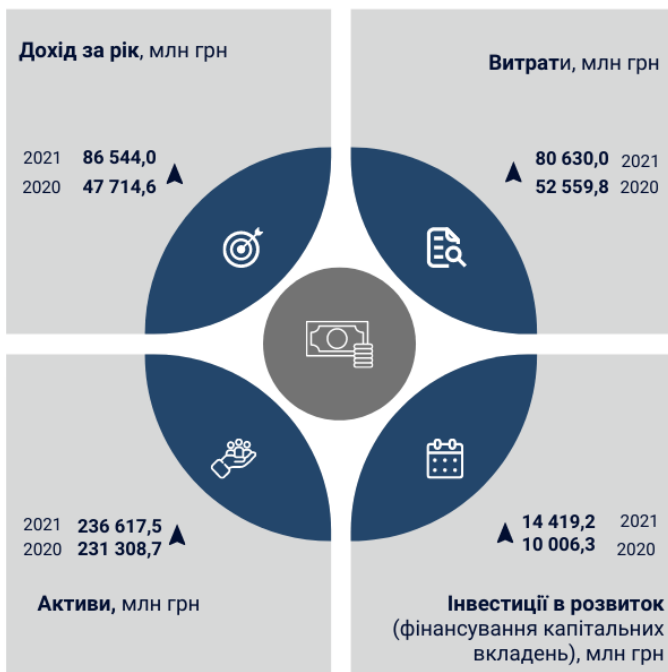 Дохід за рік, млн грн
2021 86 544,0
2020 47 714,6
Витрати, млн грн
80 630,0 2021
52 559,8 2020
2021 236 617,5
2020 231 308,7
Активи, млн грн
14 419,2 2021
10 006,3 2020
Інвестиції в розвиток
(фінансування капітальних
вкладень), млн грн